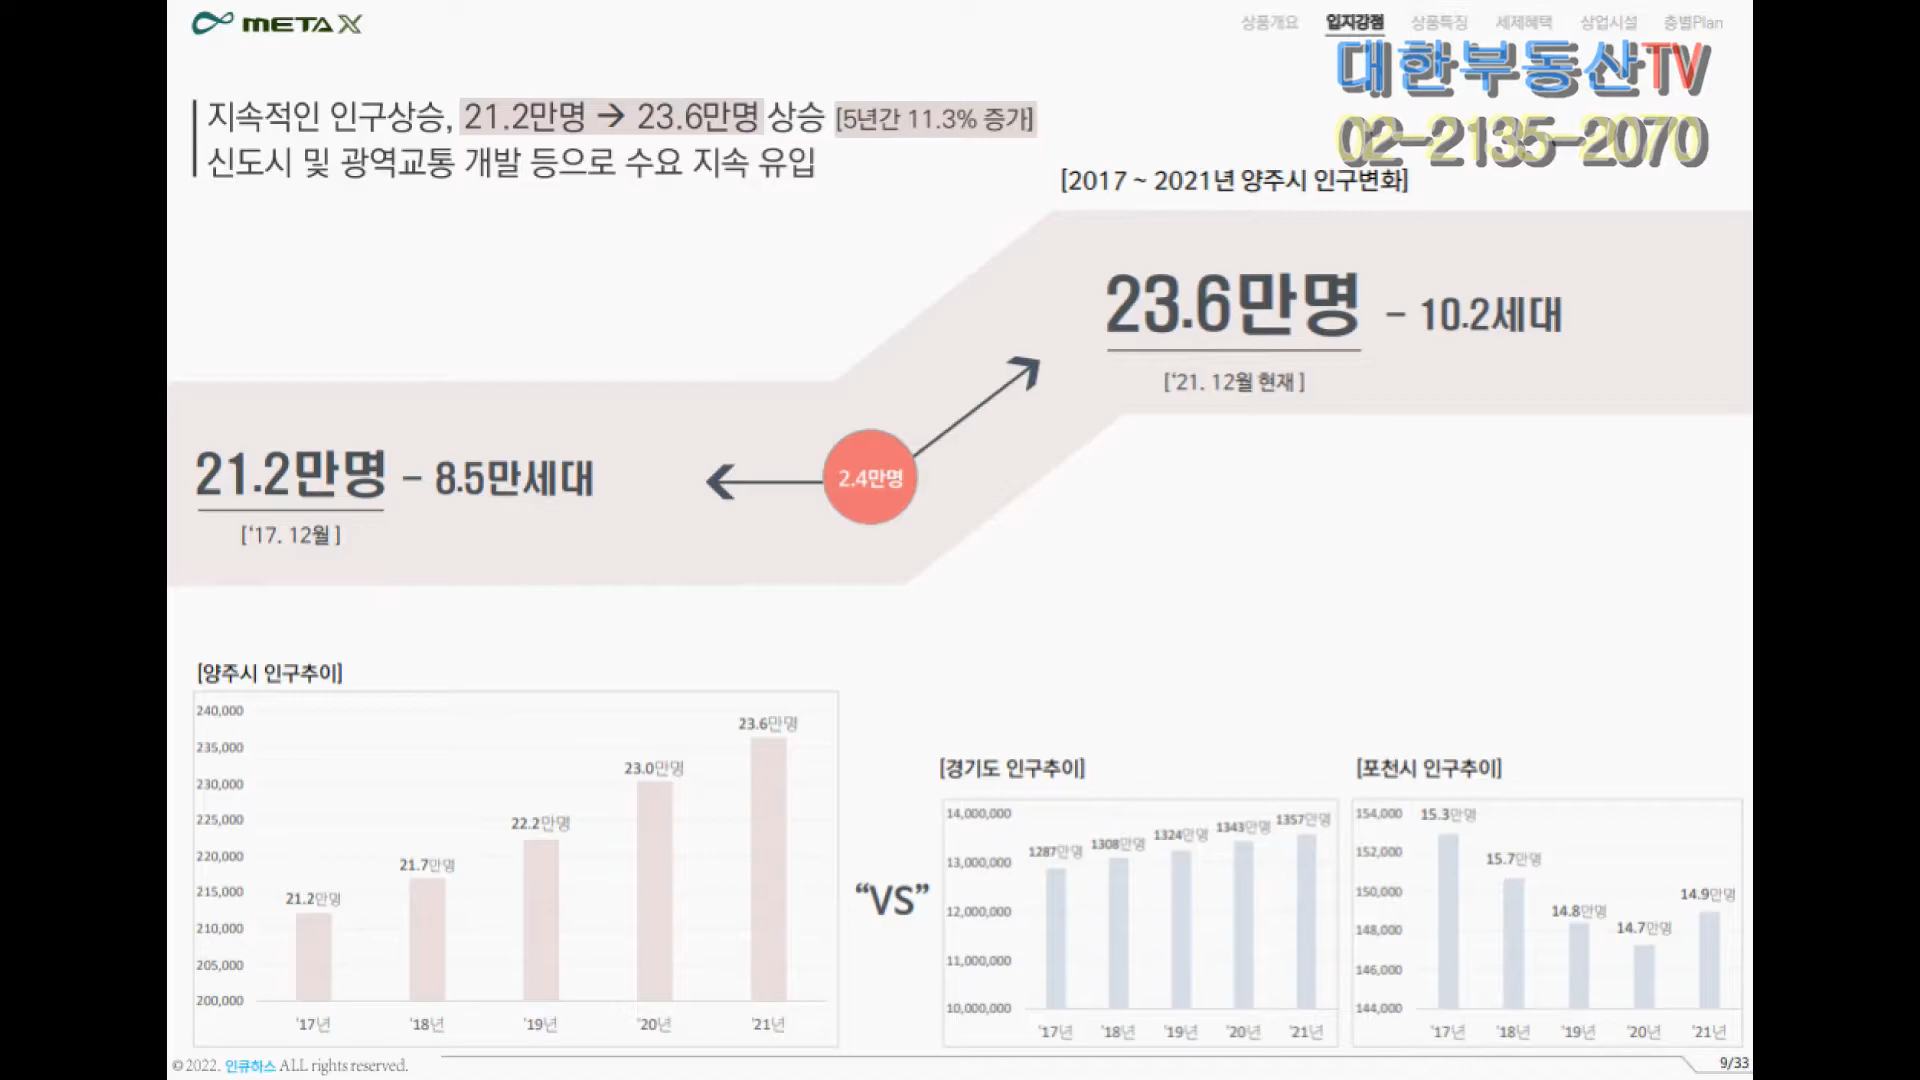 META X
상품개요 입지강점 상품특징 세제혜택 상업시설 층별Plan
대한부동산TV
02-2135-2070
지속적인 인구상승, 21.2만명 → 23.6만명 상승 [5년간 11.3% 증가]
신도시 및 광역교통 개발 등으로 수요 지속 유입
[2017 ~ 2021년 양주시 인구변화]
23.6만명 – 10.2세대
[‘21. 12월 현재 ]
21.2만명 – 8.5만세대
[‘17. 12월 ]
2.4만명
[양주시 인구추이]
240,000
235,000
230,000
225,000
220,000
215,000
210,000
205,000
200,000
21.2만명
21.7만명
22.2만명
23.0만명
23.6만명
'17년 '18년 '19년 '20년 '21년
“VS”
[경기도 인구추이]
14,000,000
13,000,000
12,000,000
11,000,000
10,000,000
1287만명
1308만명
1324만명
1343만명
1357만명
'17년 '18년 '19년 '20년 '21년
[포천시 인구추이]
154,000
152,000
150,000
148,000
146,000
144,000
15.3만명
15.7만명
14.8만명
14.7만명
14.9만명
'17년 '18년 '19년 '20년 '21년
© 2022. 인큐하스 ALL rights reserved.
9/33